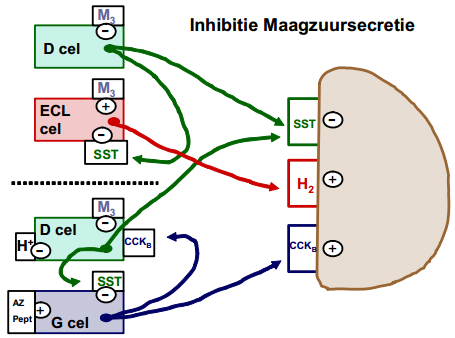 Inhibitie Maagzuursecretie
M3
−
D cel
M3
+
ECL
cel
−
SST
SST
−
H2
+
CCKB
+
M3
−
D cel
H+
−
CCKB
SST
−
AZ
Pept
+
G cel